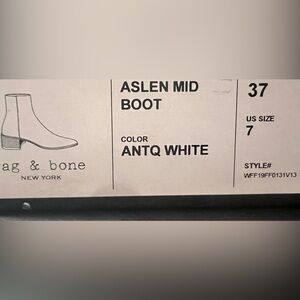 ASLEN MID
BOOT
COLOR
ANTQ WHITE
37
US SIZE
7
STYLE#
WFF19FF0131V13
ag & bone
NEW YORK